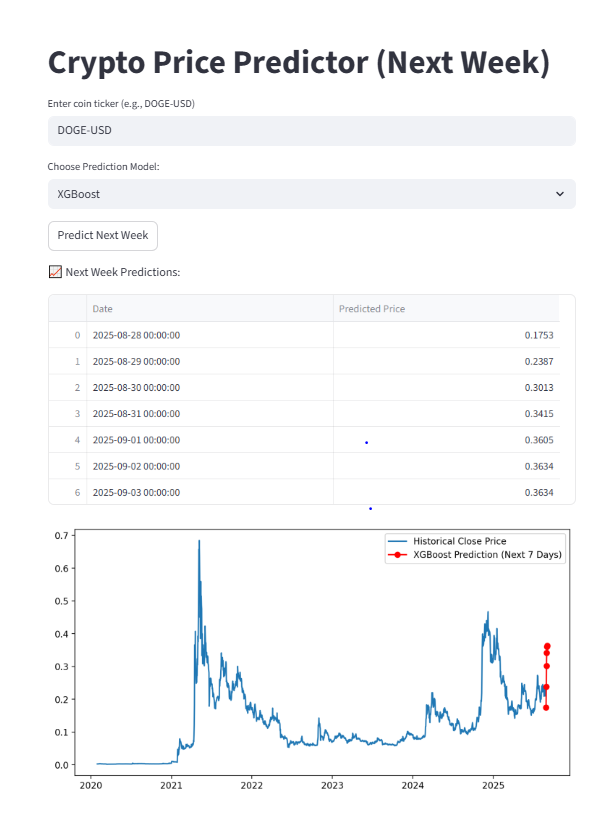 Crypto Price Predictor (Next Week)
Enter coin ticker (e.g., DOGE-USD)
DOGE-USD
Choose Prediction Model:
XGBoost
Predict Next Week
Next Week Predictions:
Date Predicted Price
0 2025-08-28 00:00:00 0.1753
1 2025-08-29 00:00:00 0.2387
2 2025-08-30 00:00:00 0.3013
3 2025-08-31 00:00:00 0.3415
4 2025-09-01 00:00:00 0.3605
5 2025-09-02 00:00:00 0.3634
6 2025-09-03 00:00:00 0.3634
Historical Close Price
XGBoost Prediction (Next 7 Days)
0.7
0.6
0.5
0.4
0.3
0.2
0.1
0.0
2020 2021 2022 2023 2024 2025